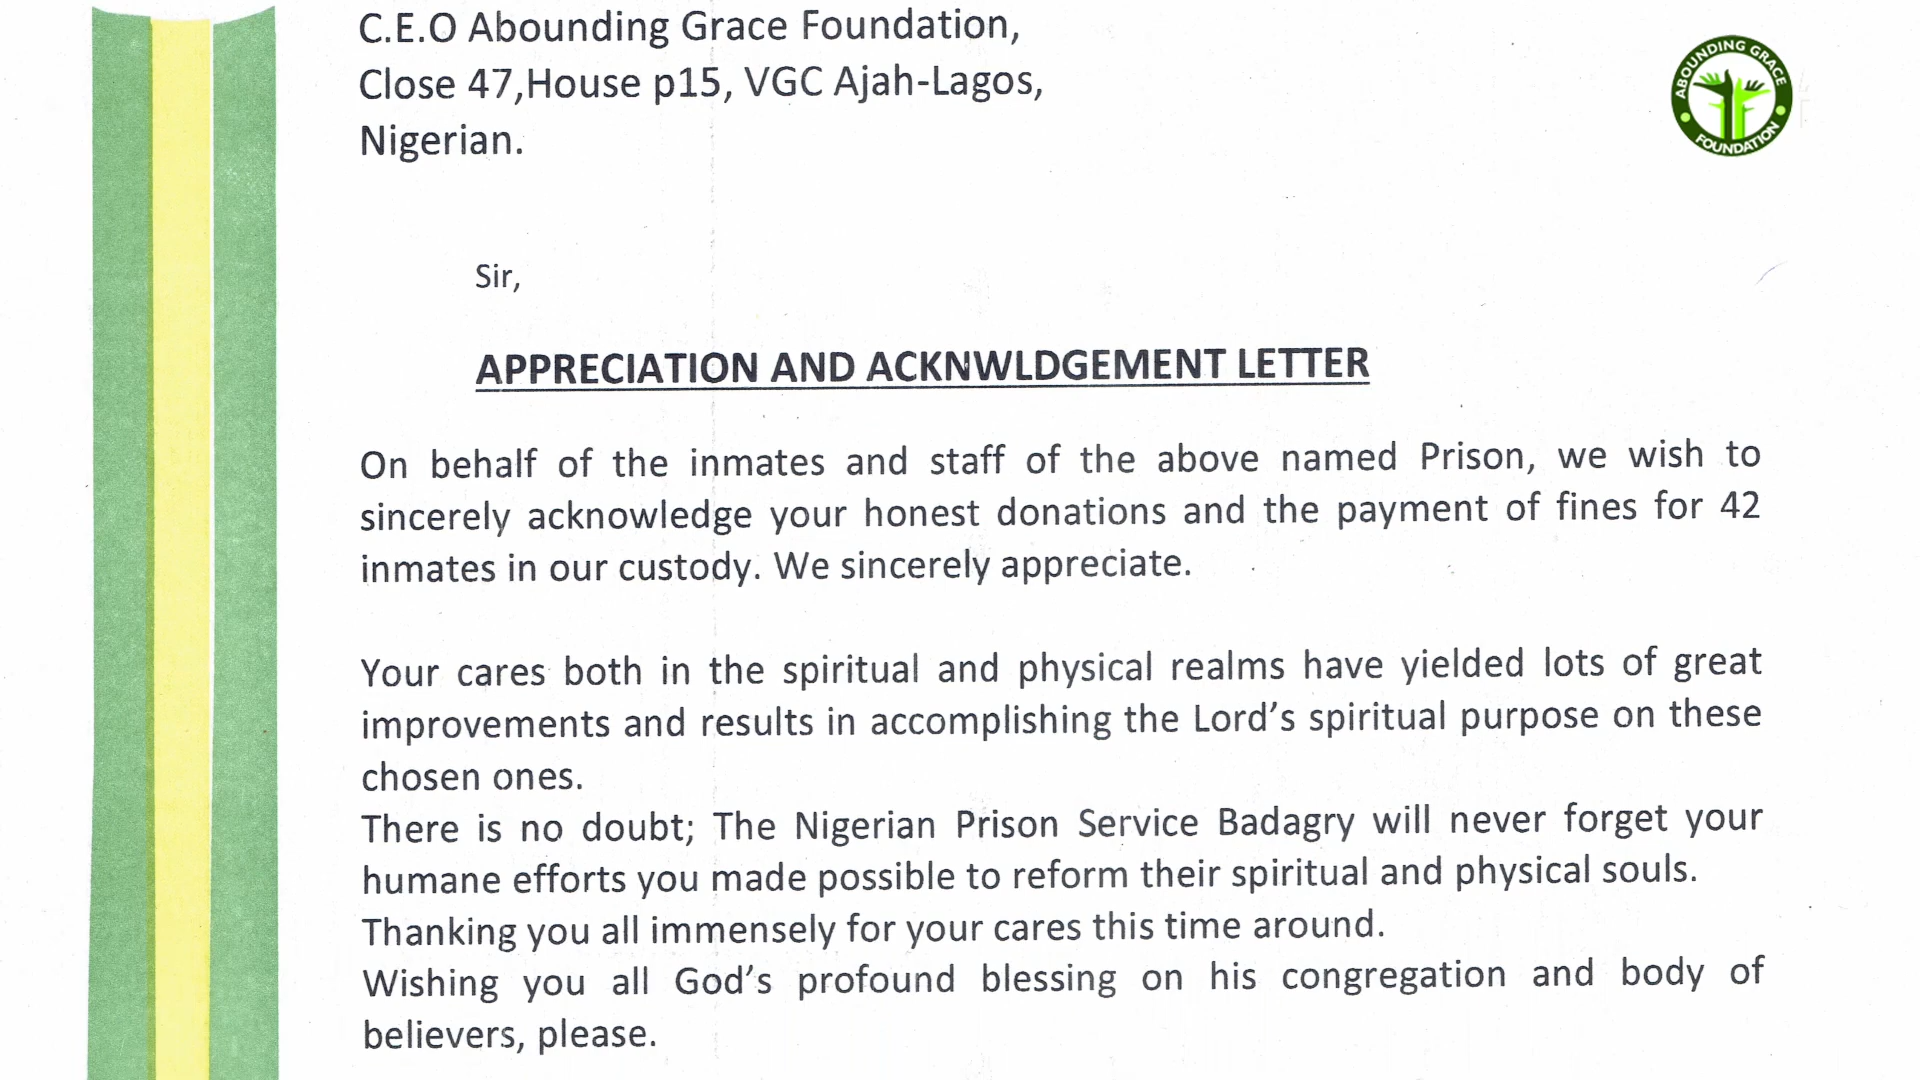 C.E.O Abounding Grace Foundation,
Close 47,House p15, VGC Ajah-Lagos,
Nigerian.
ABOUNDING GRACE
FOUNDATION
Sir,
APPRECIATION AND ACKNWLDGEMENT LETTER
On behalf of the inmates and staff of the above named Prison, we wish to
sincerely acknowledge your honest donations and the payment of fines for 42
inmates in our custody. We sincerely appreciate.
Your cares both in the spiritual and physical realms have yielded lots of great
improvements and results in accomplishing the Lord's spiritual purpose on these
chosen ones.
There is no doubt; The Nigerian Prison Service Badagry will never forget your
humane efforts you made possible to reform their spiritual and physical souls.
Thanking you all immensely for your cares this time around.
Wishing you all God's profound blessing on his congregation and body of
believers, please.